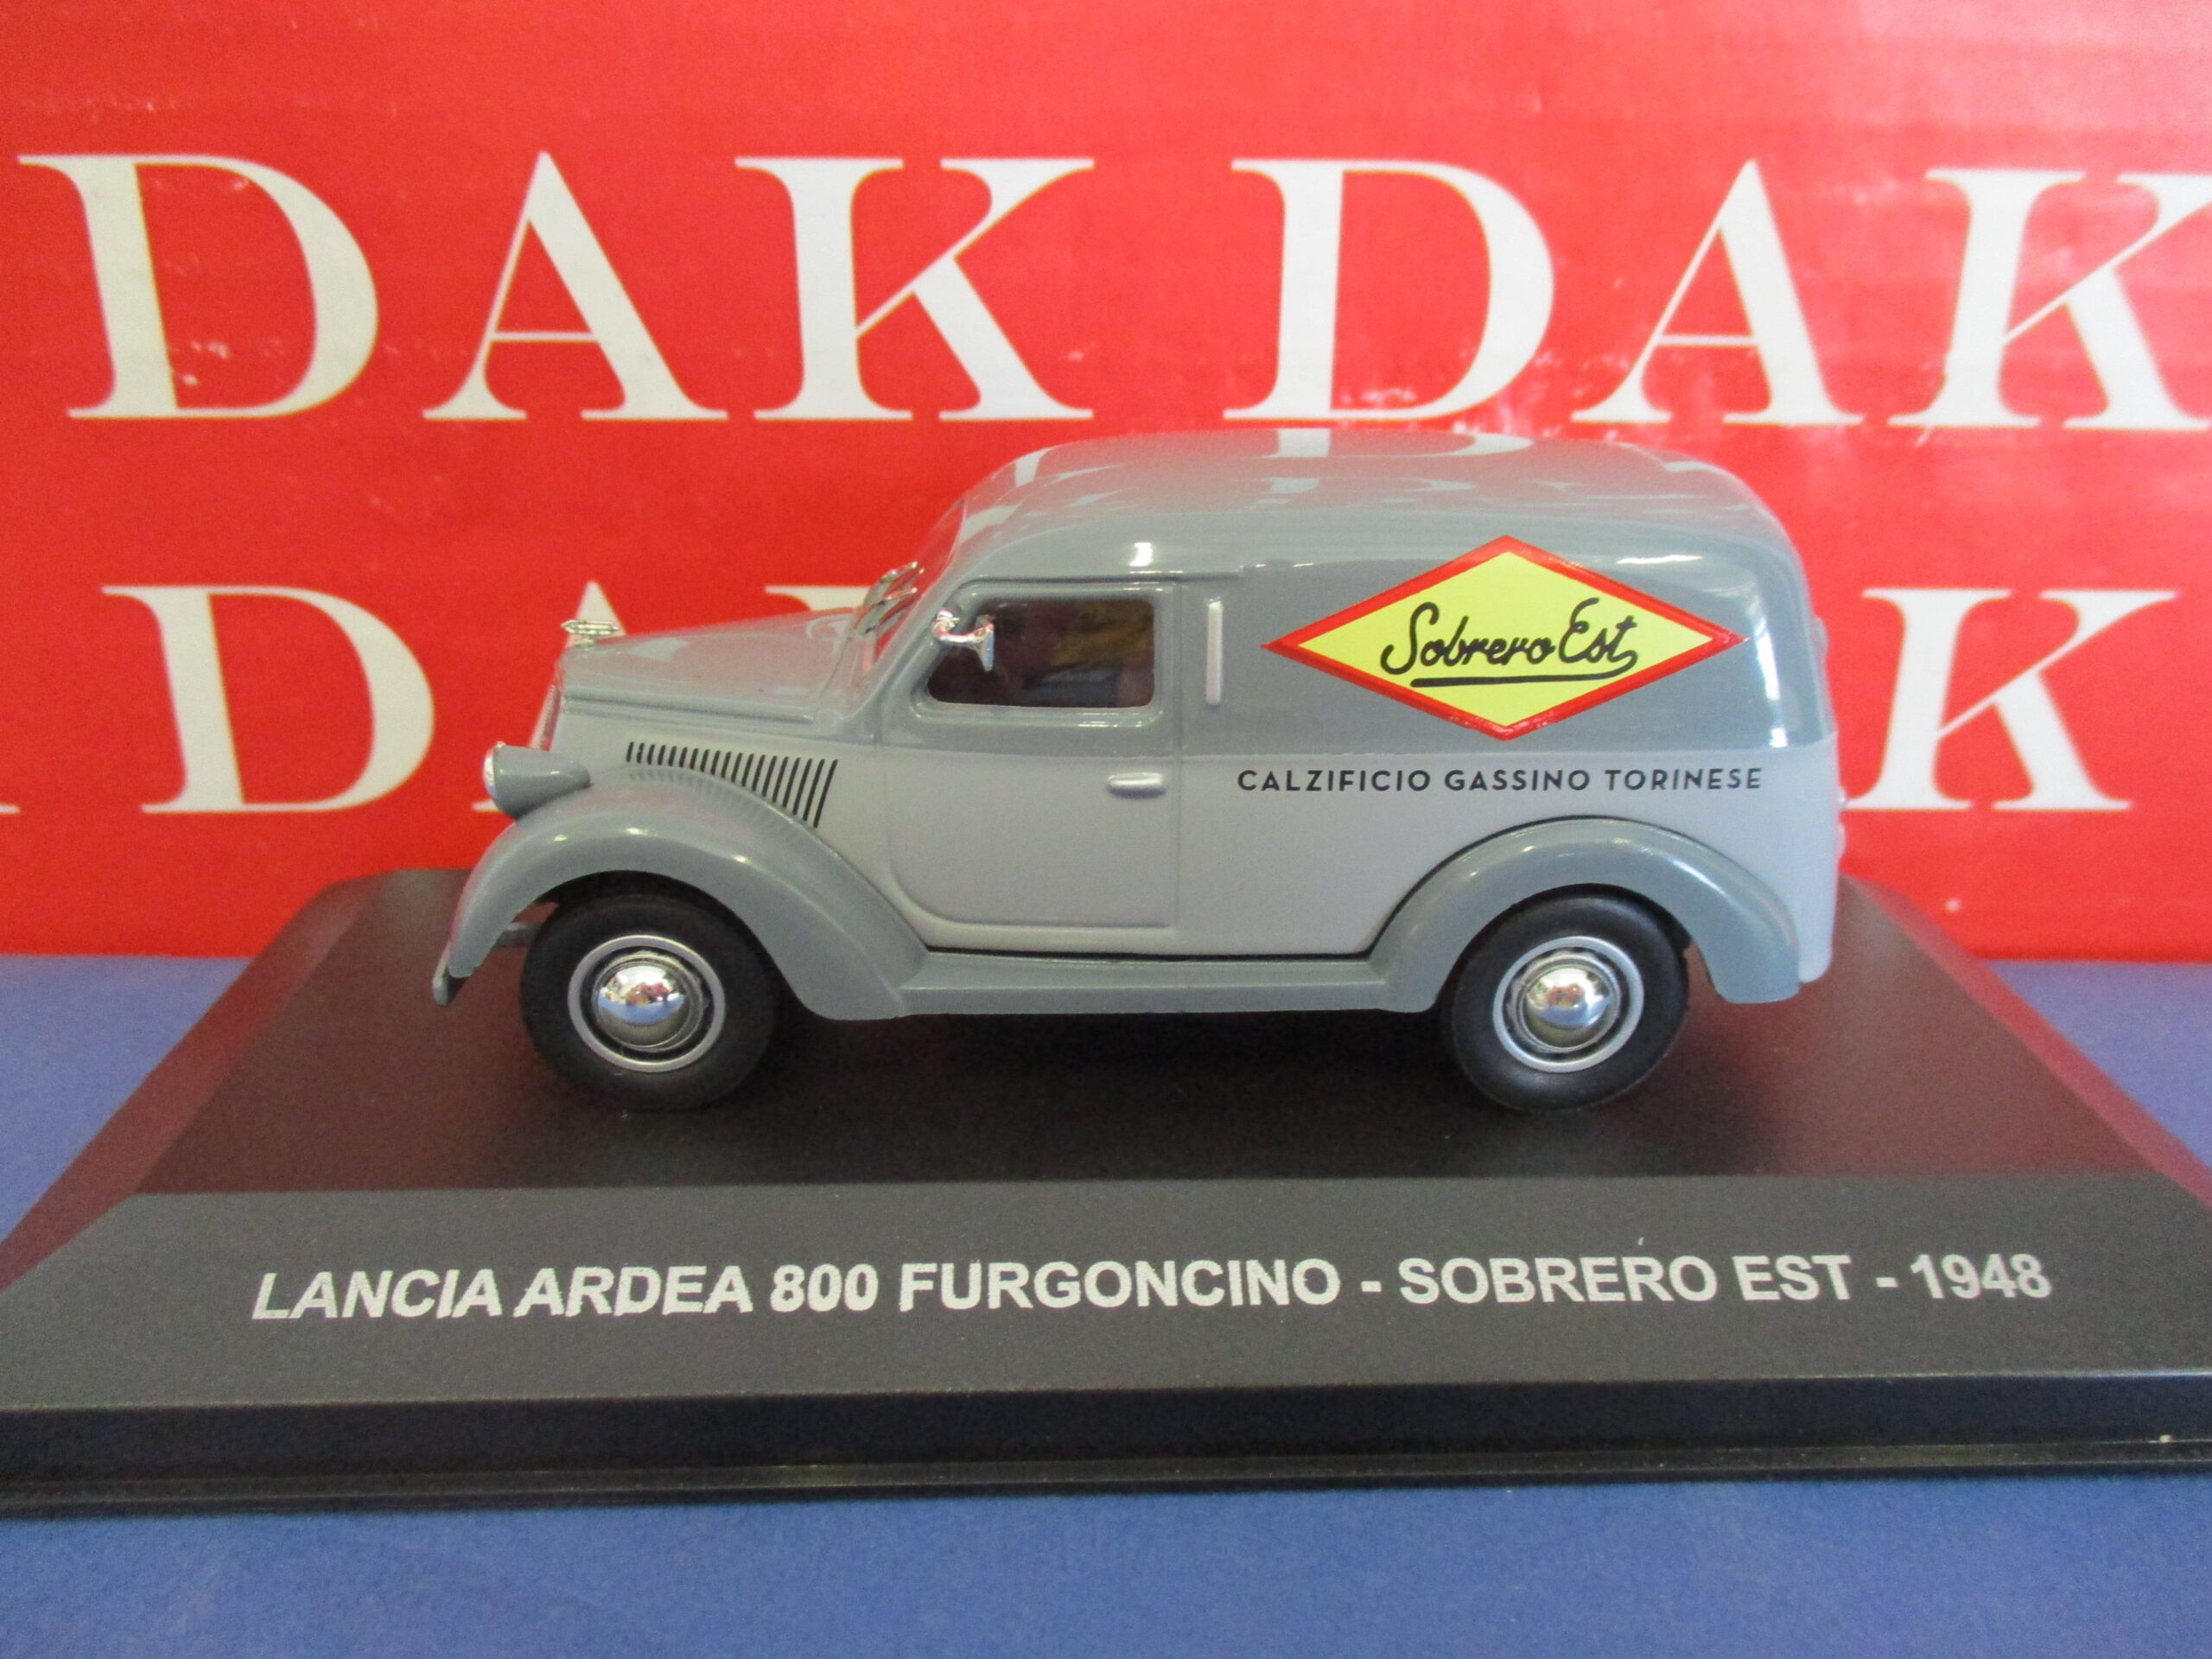 DAK DAK
DAK DAK
Sobrero Est
CALZIFICIO GASSINO TORINESE
LANCIA ARDEA 800 FURGONCINO - SOBRERO EST - 1948